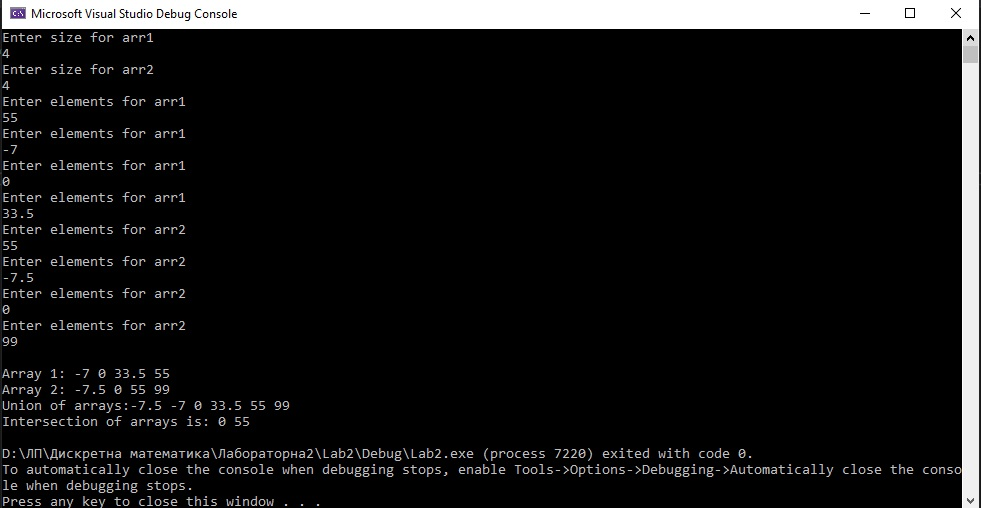 Microsoft Visual Studio Debug Console
Enter size for arr1
4
Enter size for arr2
4
Enter elements for arr1
55
Enter elements for arr1
-7
Enter elements for arr1
0
Enter elements for arr1
33.5
Enter elements for arr2
55
Enter elements for arr2
-7.5
Enter elements for arr2
0
Enter elements for arr2
99
Array 1: -7 0 33.5 55
Array 2: -7.5 0 55 99
Union of arrays:-7.5 -7 0 33.5 55 99
Intersection of arrays is: 0 55
D:\ЛП\Дискретна математика\Лабораторна2\Lab2\Debug\Lab2.exe (process 7220) exited with code 0.
To automatically close the console when debugging stops, enable Tools->Options->Debugging->Automatically close the conso
le when debugging stops.
Press any key to close this window . . .